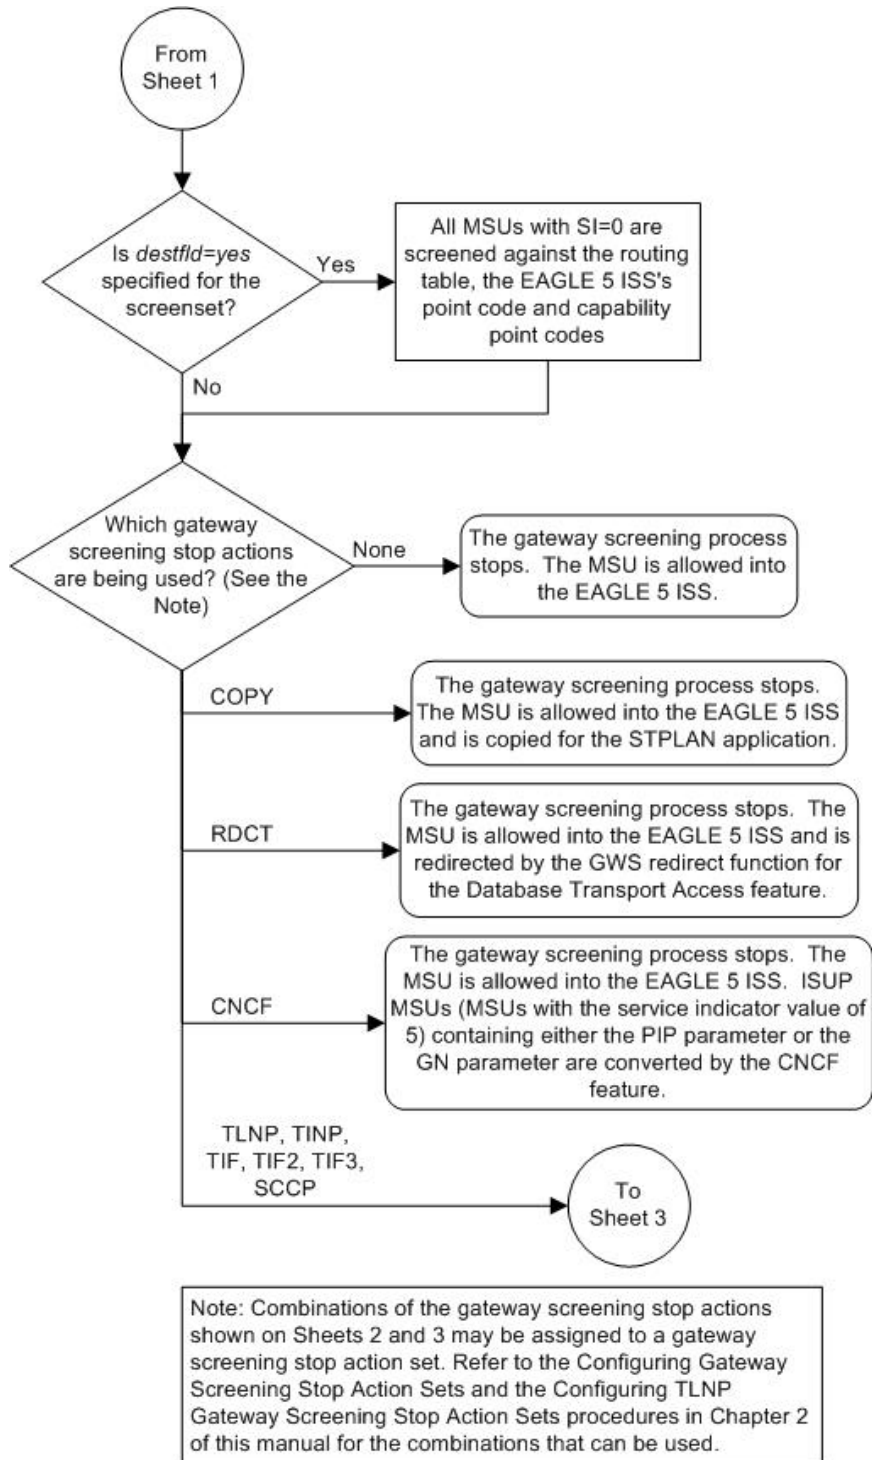 From
Sheet 1
Is destfld=yes
specified for the
screenset?
Yes
All MSUs with SI=0 are
screened against the routing
table, the EAGLE 5 ISS's
point code and capability
point codes
No
Which gateway
screening stop actions
are being used? (See the
Note)
None
The gateway screening process
stops. The MSU is allowed into
the EAGLE 5 ISS.
COPY
The gateway screening process stops.
The MSU is allowed into the EAGLE 5 ISS
and is copied for the STPLAN application.
RDCT
The gateway screening process stops. The
MSU is allowed into the EAGLE 5 ISS and is
redirected by the GWS redirect function for
the Database Transport Access feature.
CNCF
The gateway screening process stops. The
MSU is allowed into the EAGLE 5 ISS. ISUP
MSUs (MSUs with the service indicator value of
5) containing either the PIP parameter or the
GN parameter are converted by the CNCF
feature.
TLNP, TINP,
TIF, TIF2, TIF3,
SCCP
To
Sheet 3
Note: Combinations of the gateway screening stop actions
shown on Sheets 2 and 3 may be assigned to a gateway
screening stop action set. Refer to the Configuring Gateway
Screening Stop Action Sets and the Configuring TLNP
Gateway Screening Stop Action Sets procedures in Chapter 2
of this manual for the combinations that can be used.